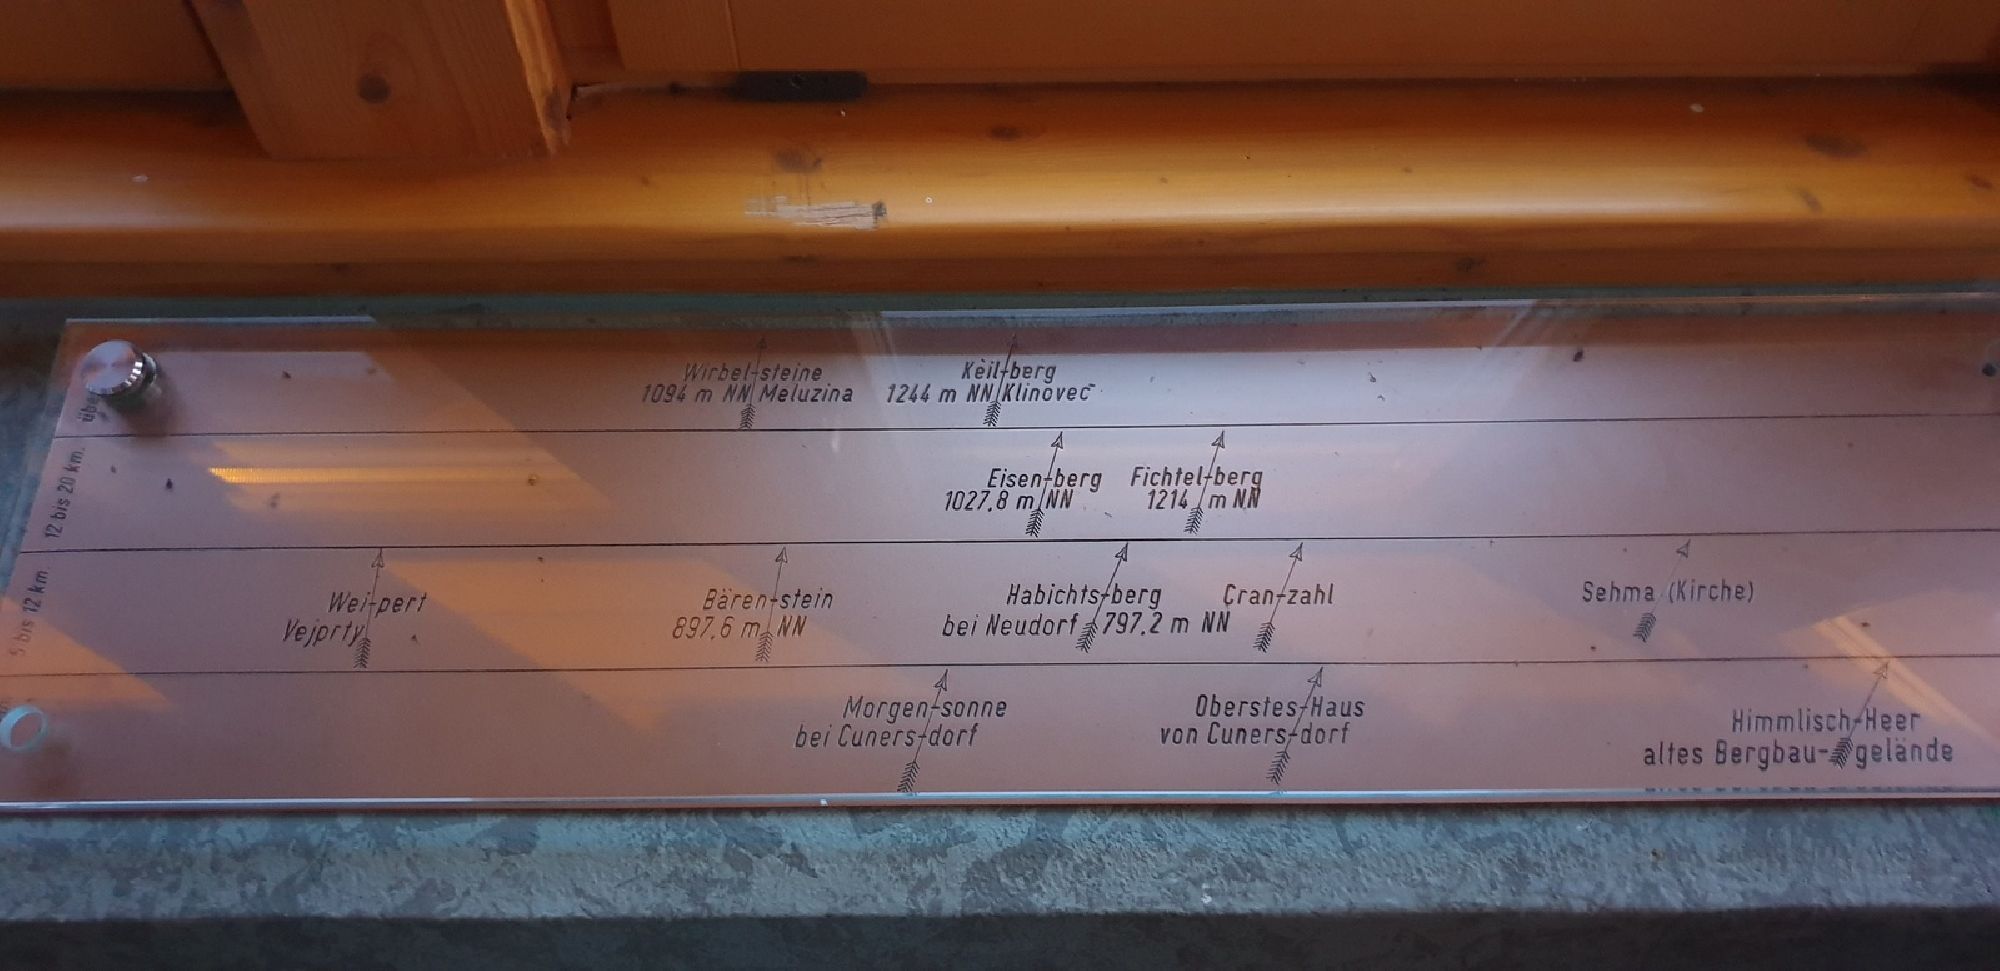 über
Wirbel-steine
1094 m NN Meluzina
Keil-berg
1244 m NN Klinovec
12 bis 20 km.
Eisen-berg
1027,8 m NN
Fichtel-berg
1214 m NN
5 bis 12 km.
Wei-pert
Vejprty
Bären-stein
897,6 m NN
Habichts-berg
bei Neudorf 797,2 m NN
Cran-zahl
Sehma (Kirche)
Morgen-sonne
bei Cuners-dorf
Oberstes-Haus
von Cuners-dorf
Himmlisch-Heer
altes Bergbau-gelände